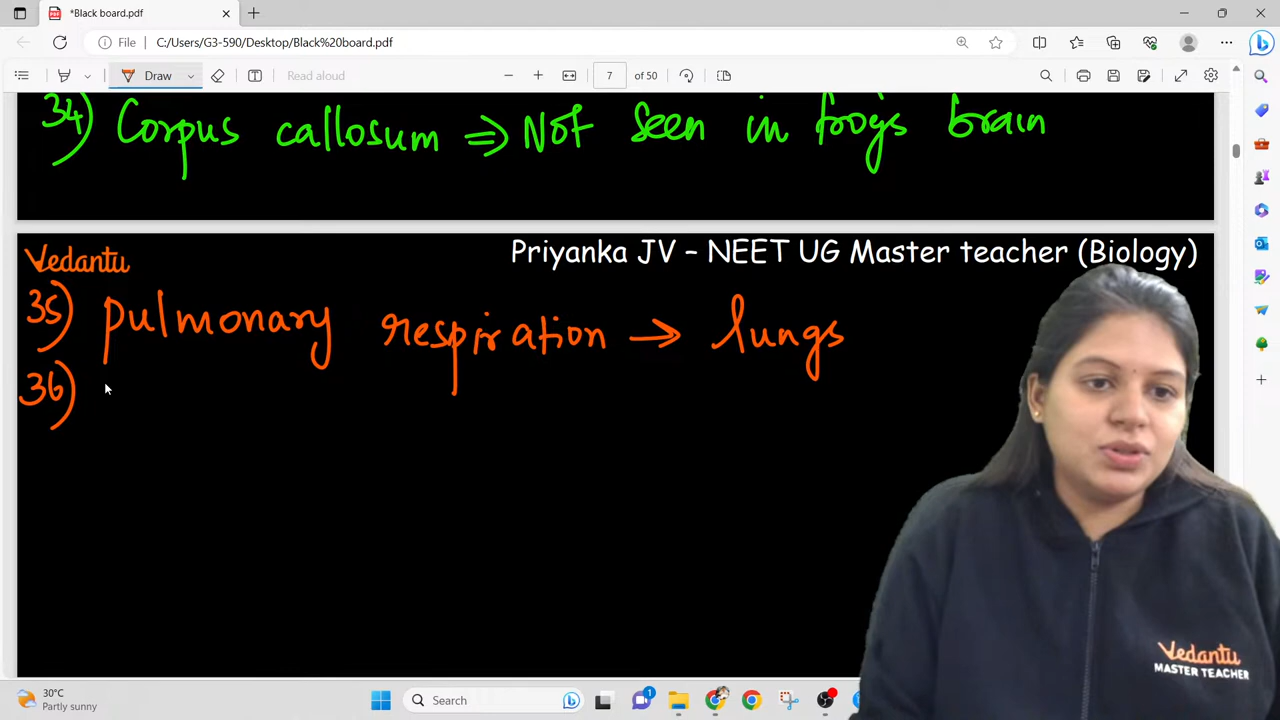 *Black board.pdf
File C:/Users/G3-590/Desktop/Black%20board.pdf
Draw Read aloud 7 of 50
34) Corpus callosum ⇒ Not seen in frog's brain
Vedantu Priyanka JV – NEET UG Master teacher (Biology)
35) pulmonary respiration → lungs
36)
Vedantu
MASTER TEACHER
30°C
Partly sunny
Search
1